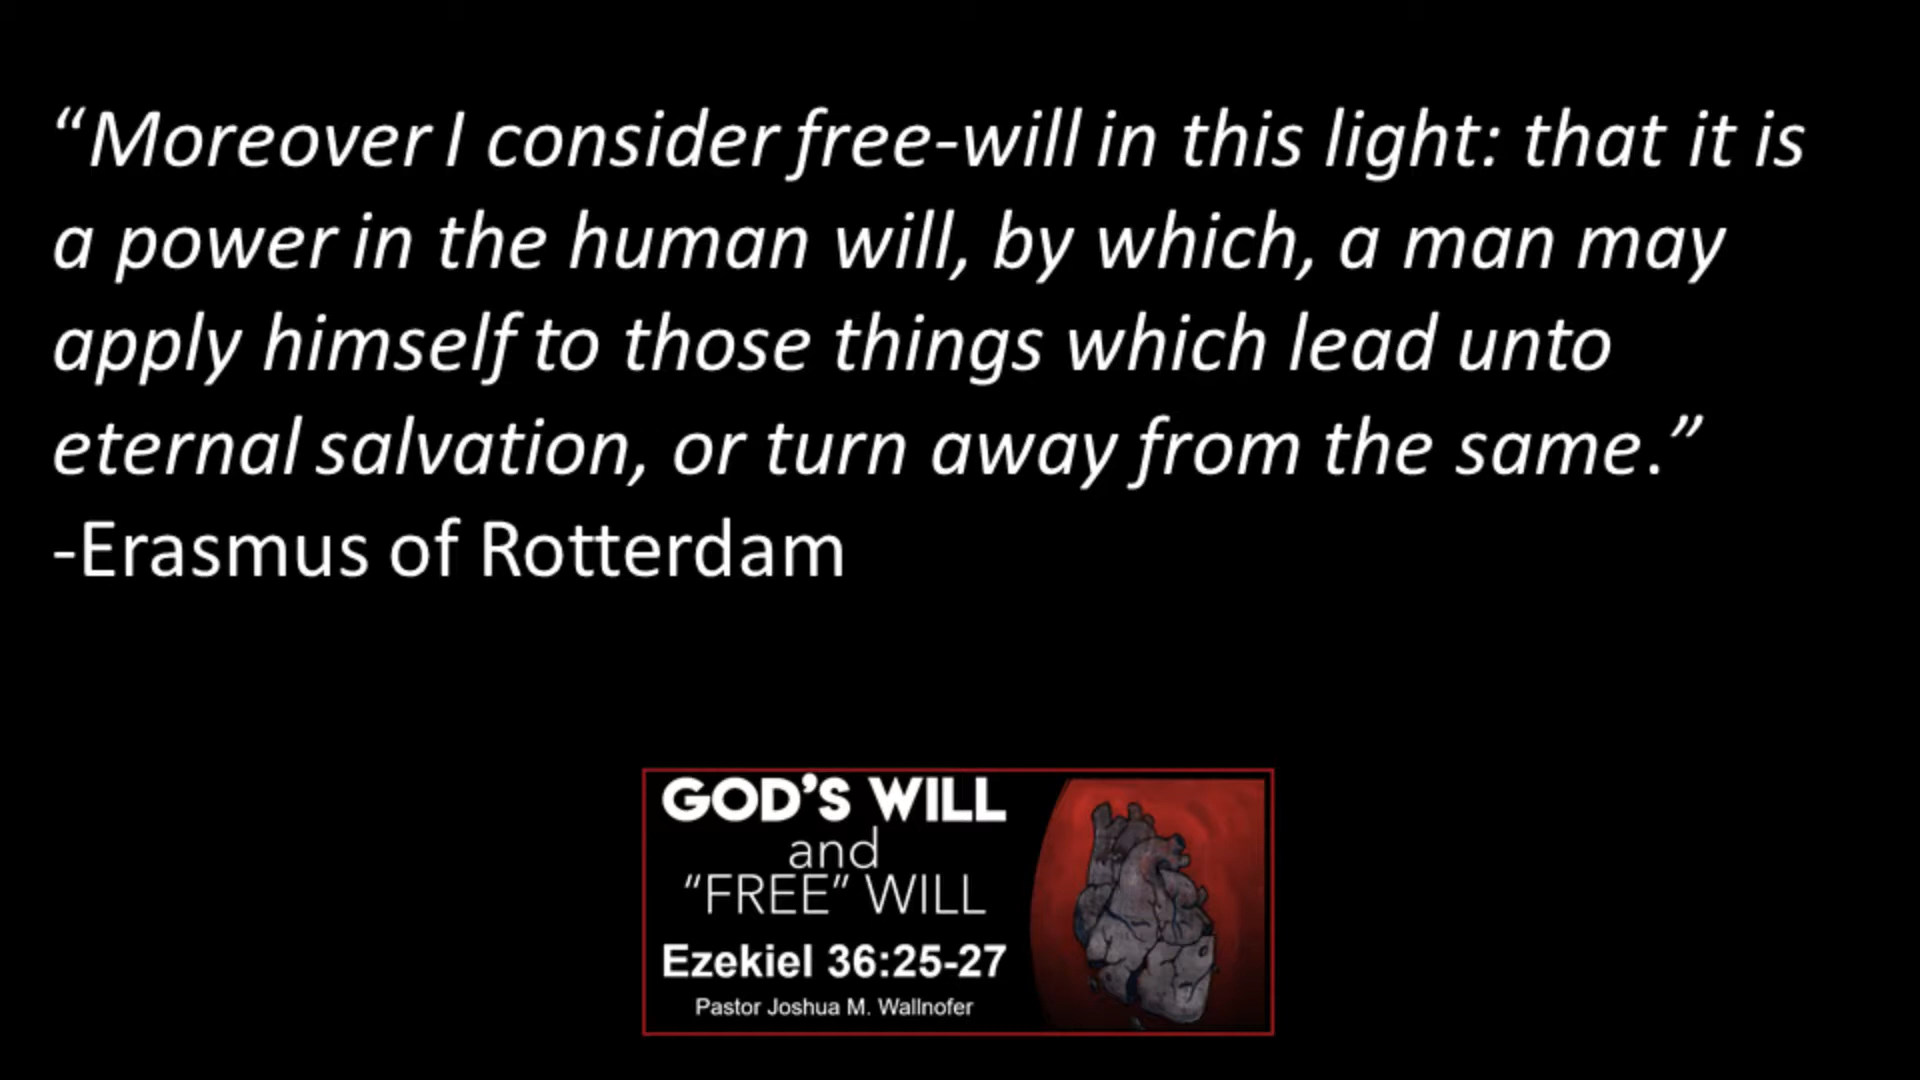 “Moreover I consider free-will in this light: that it is
a power in the human will, by which, a man may
apply himself to those things which lead unto
eternal salvation, or turn away from the same.”
-Erasmus of Rotterdam
GOD’S WILL
and
“FREE” WILL
Ezekiel 36:25-27
Pastor Joshua M. Wallnofer